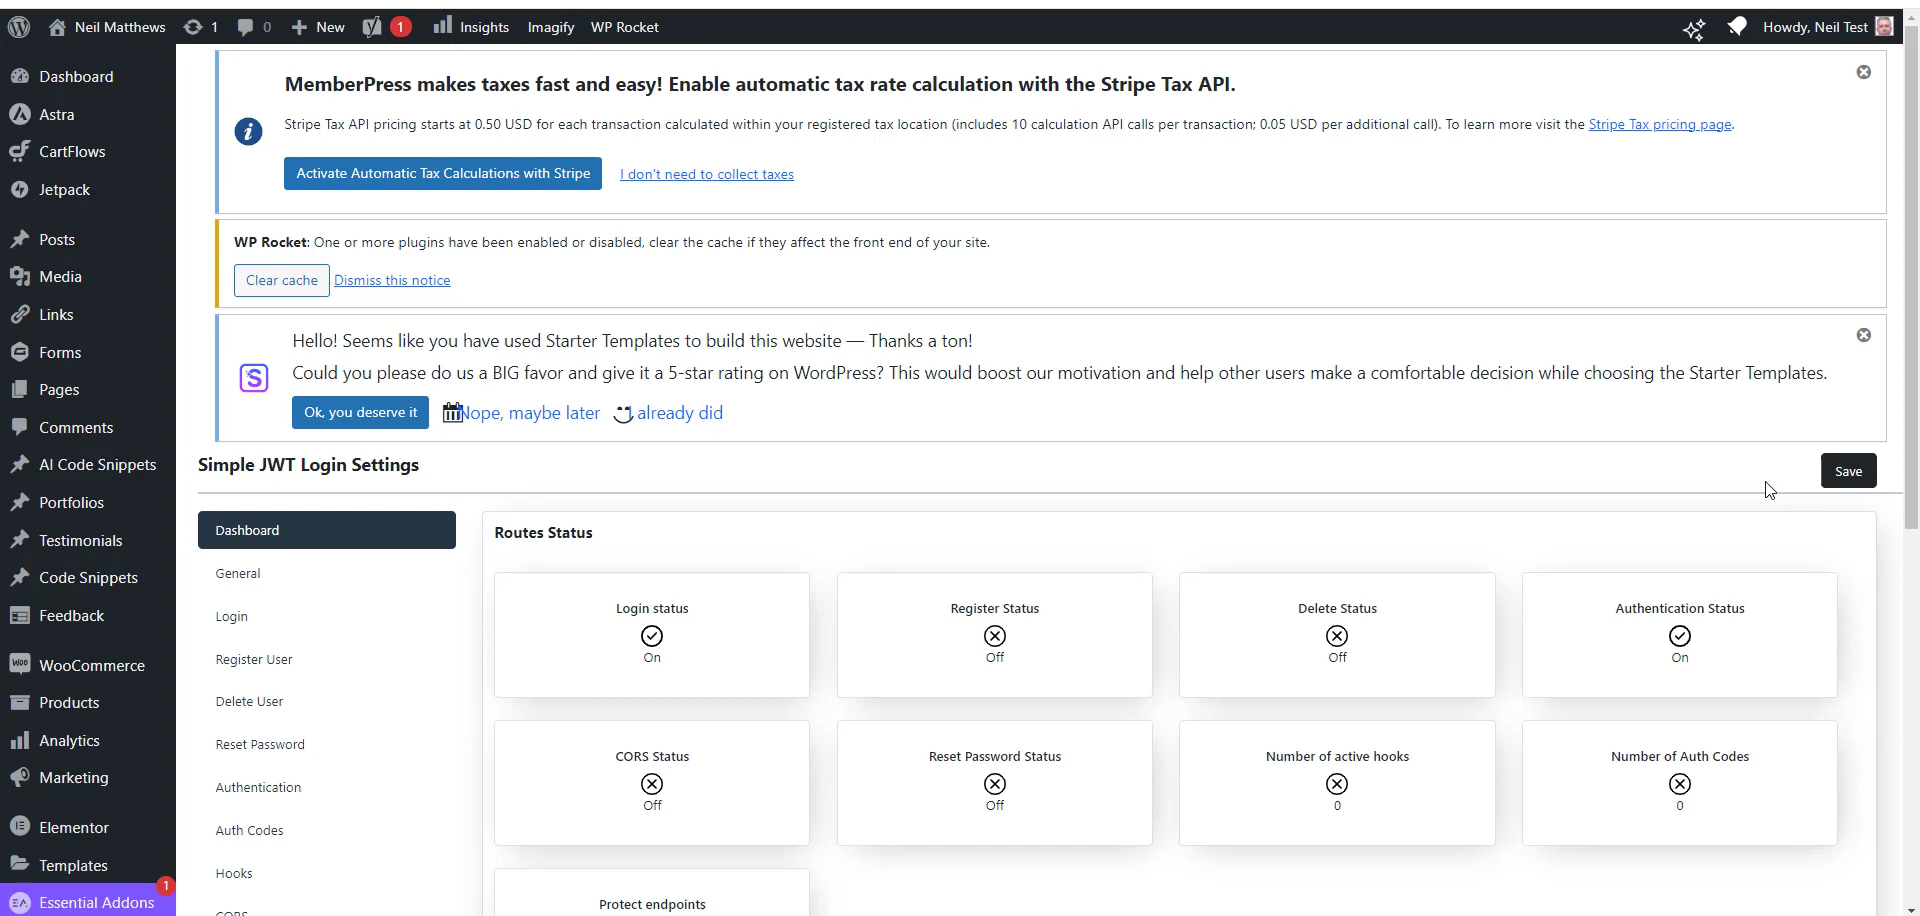 Neil Matthews
1
0
New
1
Insights
Imagify
WP Rocket
Howdy, Neil Test
Dashboard
Astra
CartFlows
Jetpack
Posts
Media
Links
Forms
Pages
Comments
AI Code Snippets
Portfolios
Testimonials
Code Snippets
Feedback
WooCommerce
Products
Analytics
Marketing
Elementor
Templates
1
Essential Addons
MemberPress makes taxes fast and easy! Enable automatic tax rate calculation with the Stripe Tax API.
Stripe Tax API pricing starts at 0.50 USD for each transaction calculated within your registered tax location (includes 10 calculation API calls per transaction; 0.05 USD per additional call). To learn more visit the Stripe Tax pricing page.
Activate Automatic Tax Calculations with Stripe
I don't need to collect taxes
WP Rocket: One or more plugins have been enabled or disabled, clear the cache if they affect the front end of your site.
Clear cache
Dismiss this notice
Hello! Seems like you have used Starter Templates to build this website — Thanks a ton!
Could you please do us a BIG favor and give it a 5-star rating on WordPress? This would boost our motivation and help other users make a comfortable decision while choosing the Starter Templates.
Ok, you deserve it
Nope, maybe later
I already did
Simple JWT Login Settings
Save
Dashboard
General
Login
Register User
Delete User
Reset Password
Authentication
Auth Codes
Hooks
CORS
Routes Status
Login status
On
Register Status
Off
Delete Status
Off
Authentication Status
On
CORS Status
Off
Reset Password Status
Off
Number of active hooks
0
Number of Auth Codes
0
Protect endpoints